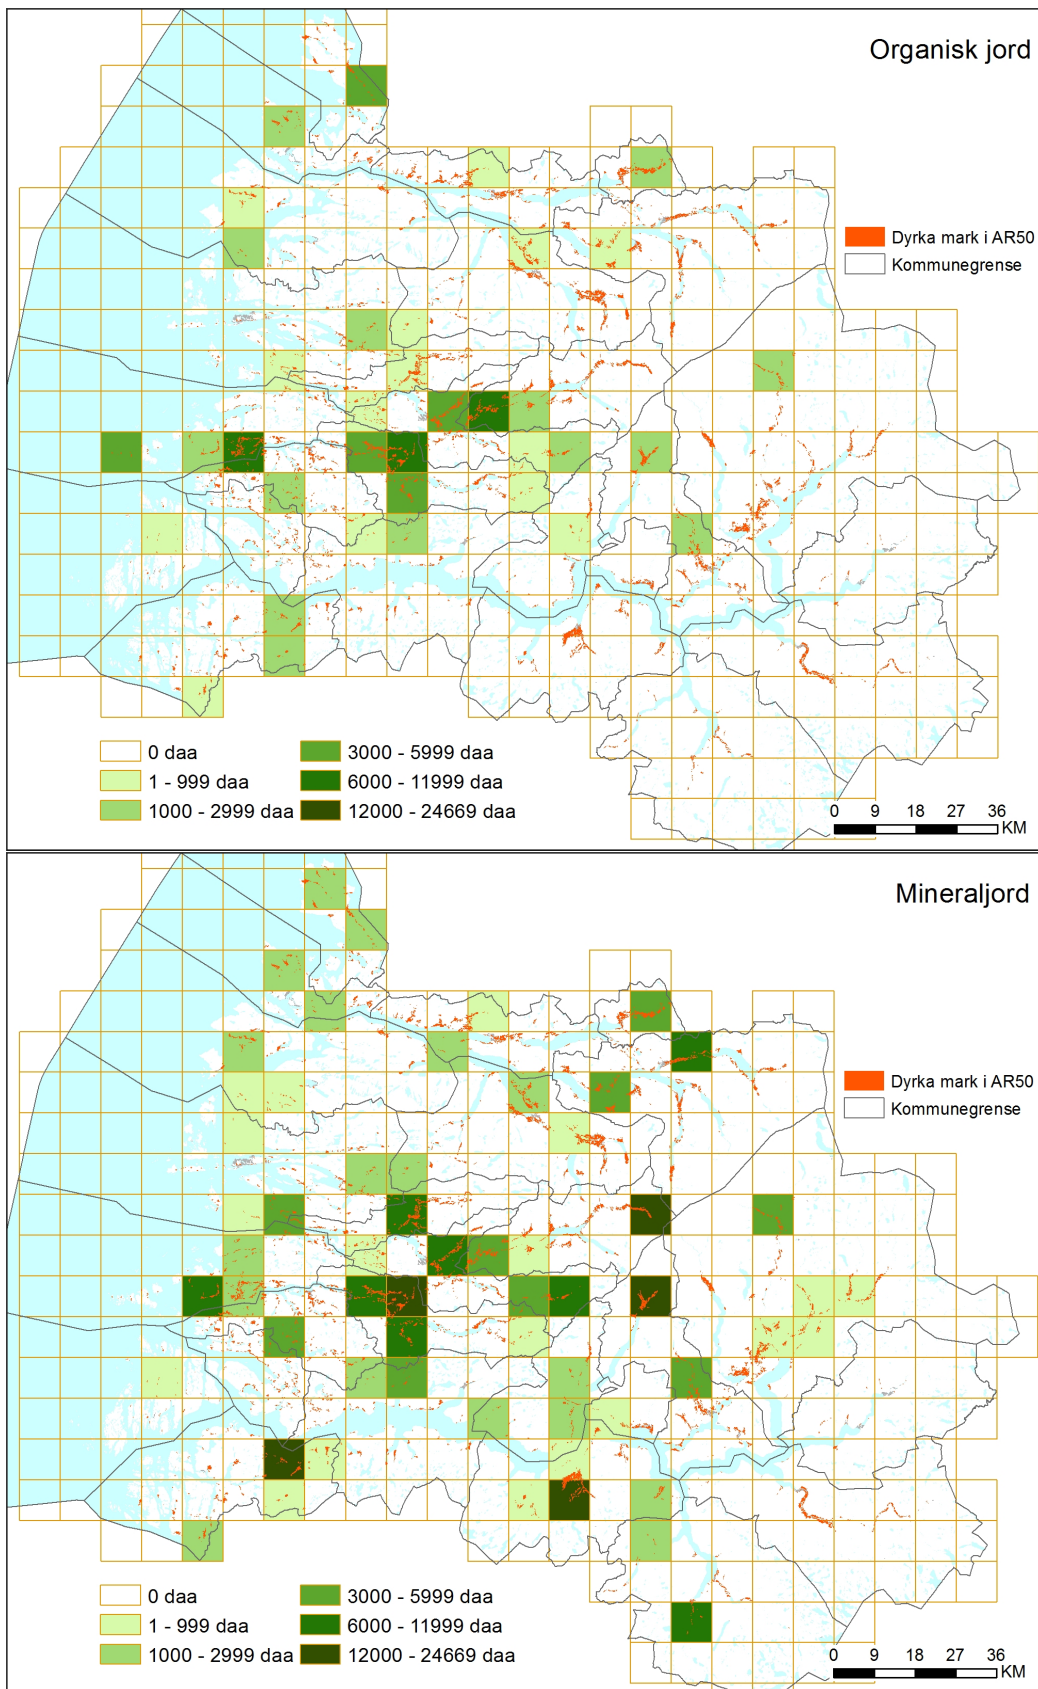 Organisk jord
Dyrka mark i AR50
Kommunegrense
0 daa
1 - 999 daa
1000 - 2999 daa
3000 - 5999 daa
6000 - 11999 daa
12000 - 24669 daa
0 9 18 27 36
KM
Mineraljord
Dyrka mark i AR50
Kommunegrense
0 daa
1 - 999 daa
1000 - 2999 daa
3000 - 5999 daa
6000 - 11999 daa
12000 - 24669 daa
0 9 18 27 36
KM